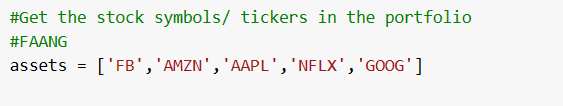 #Get the stock symbols/ tickers in the portfolio
#FAANG
assets = ['FB','AMZN','AAPL','NFLX','GOOG']